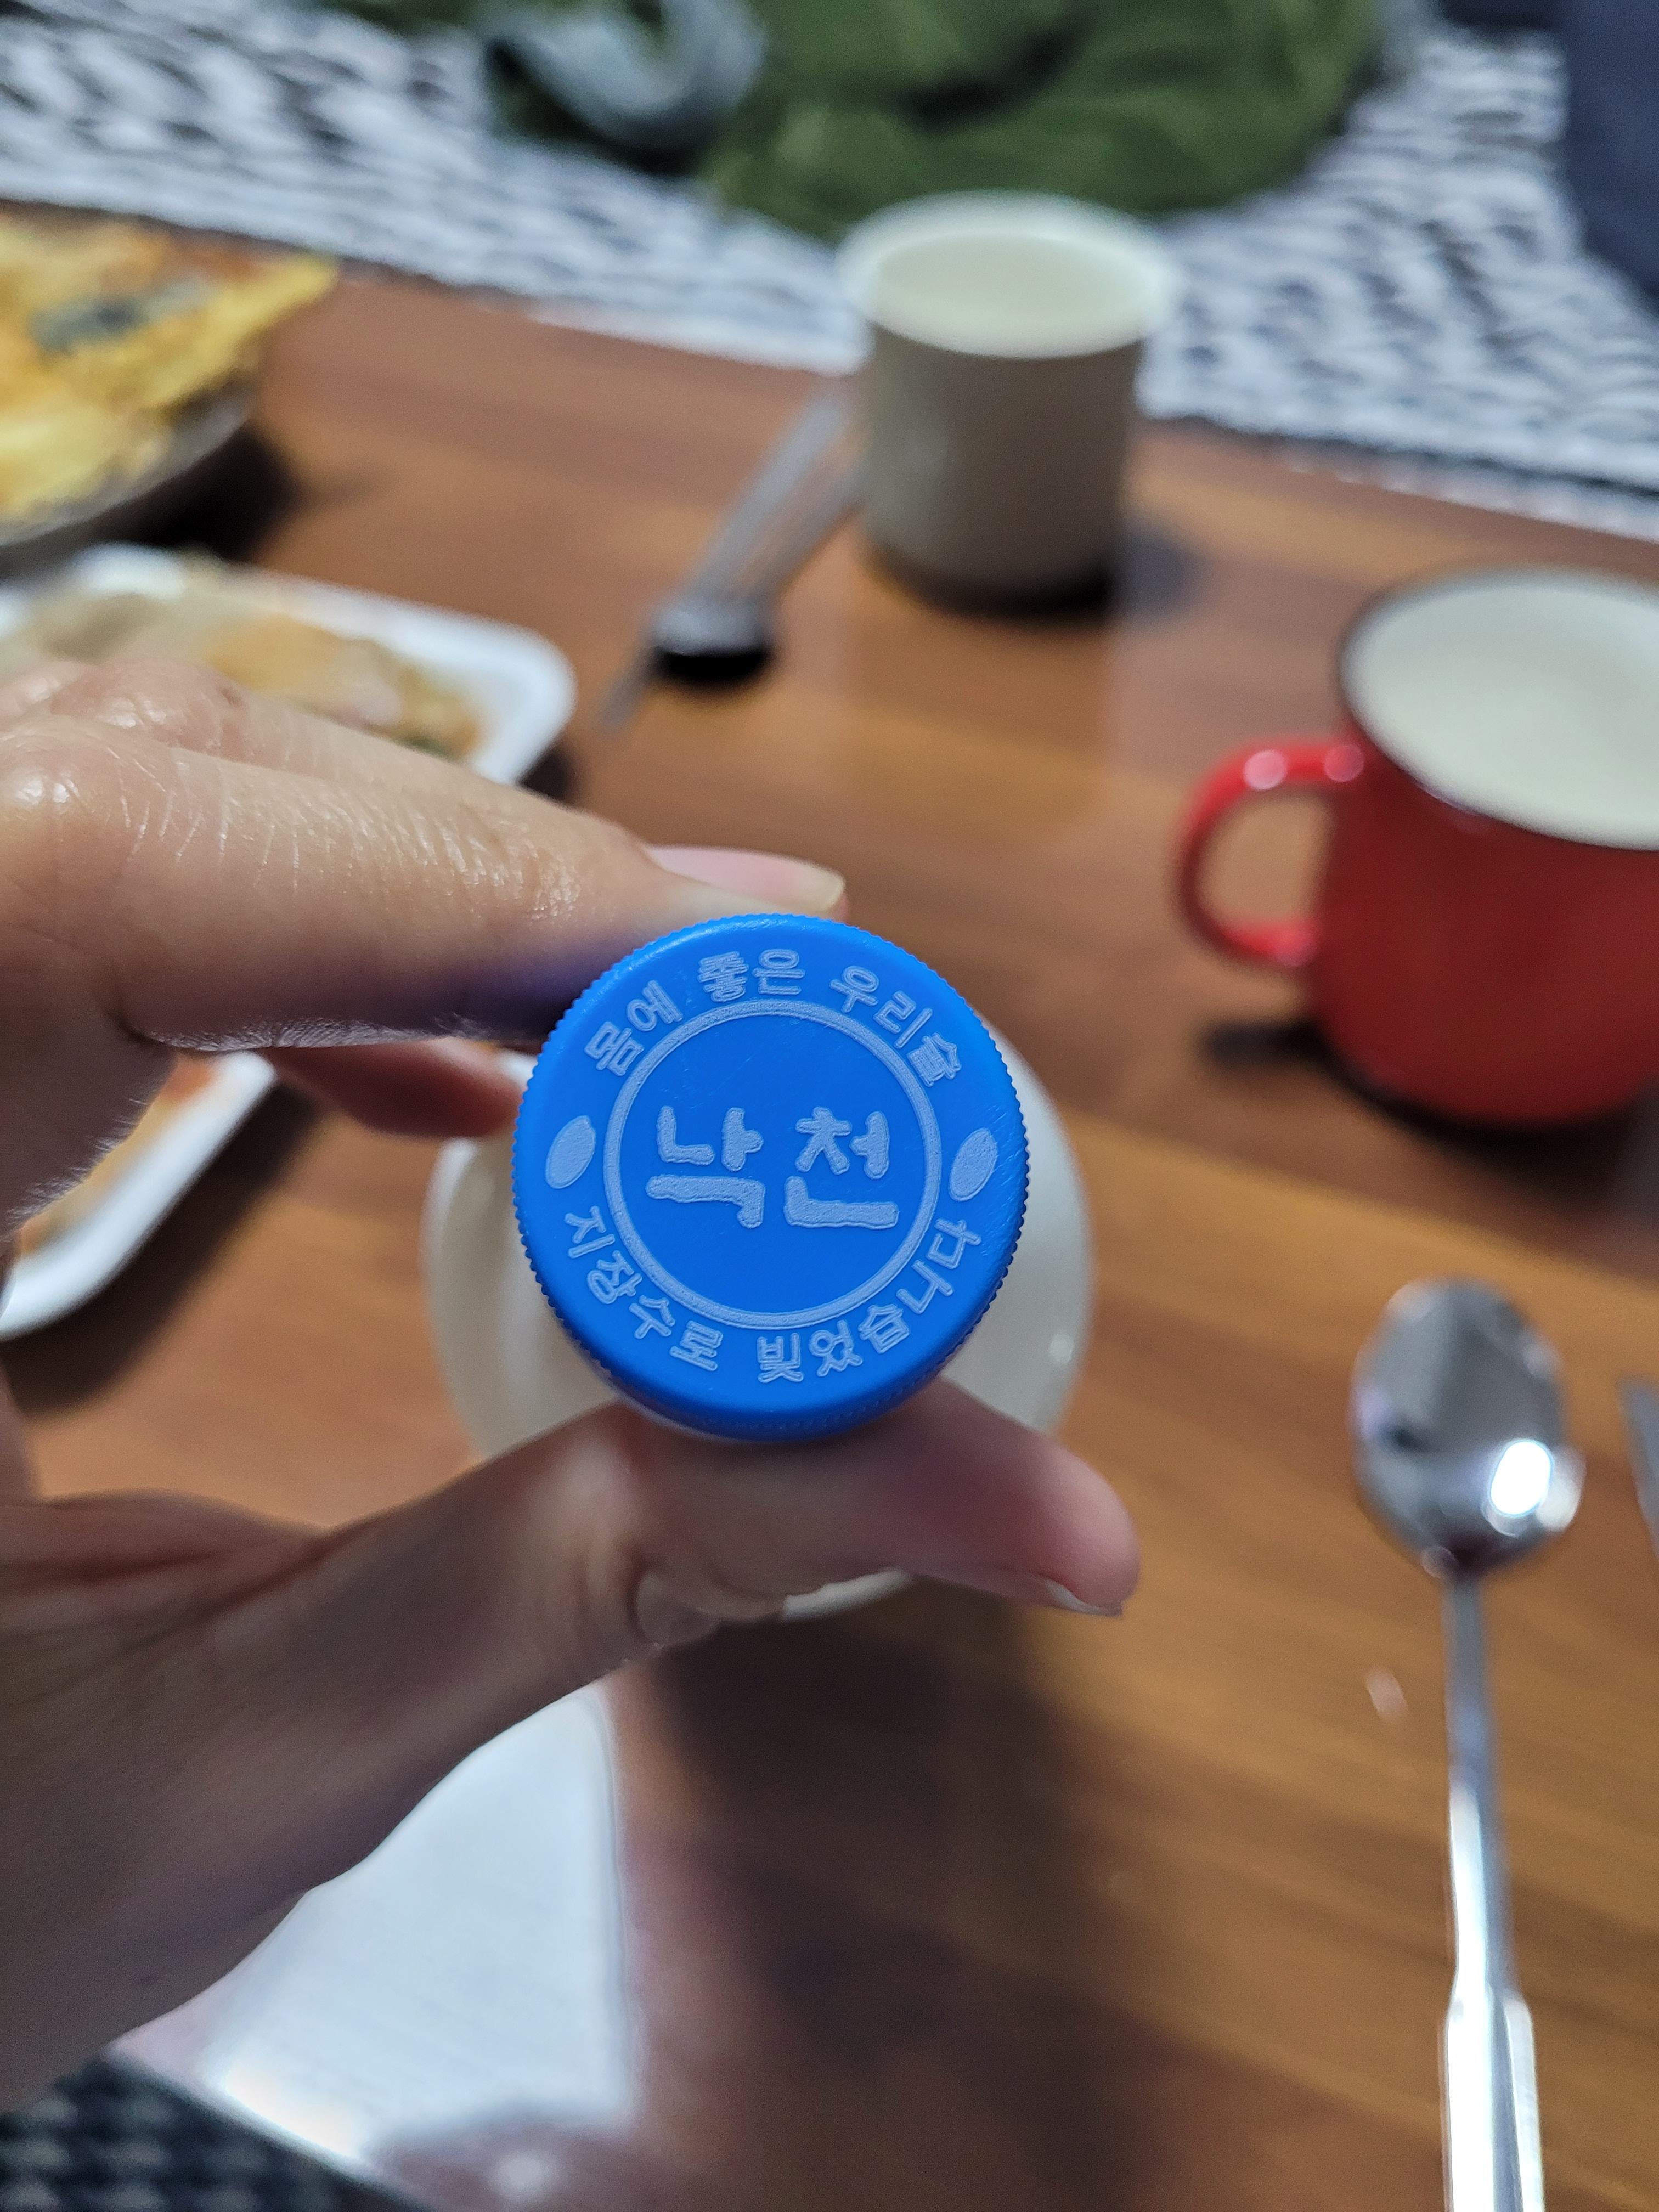 몸에 좋은 우리술
낙천
지장수로 빚었습니다